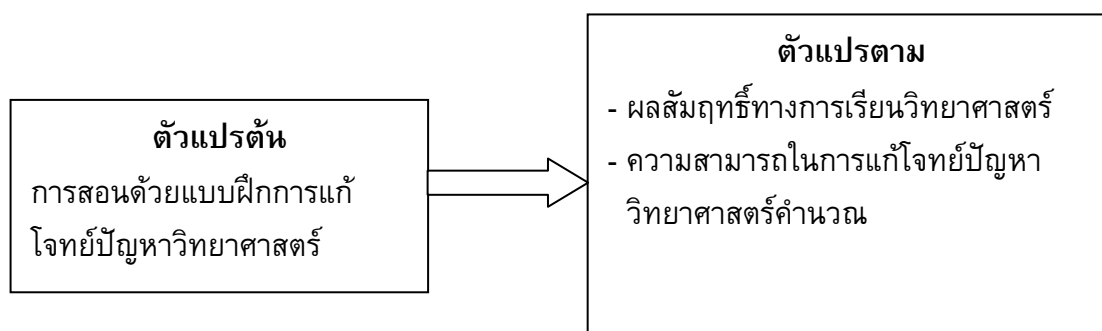 ตัวแปรต้น
การสอนด้วยแบบฝึกการแก้
โจทย์ปัญหาวิทยาศาสตร์
ตัวแปรตาม
- ผลสัมฤทธิ์ทางการเรียนวิทยาศาสตร์
- ความสามารถในการแก้โจทย์ปัญหา
วิทยาศาสตร์คำนวณ